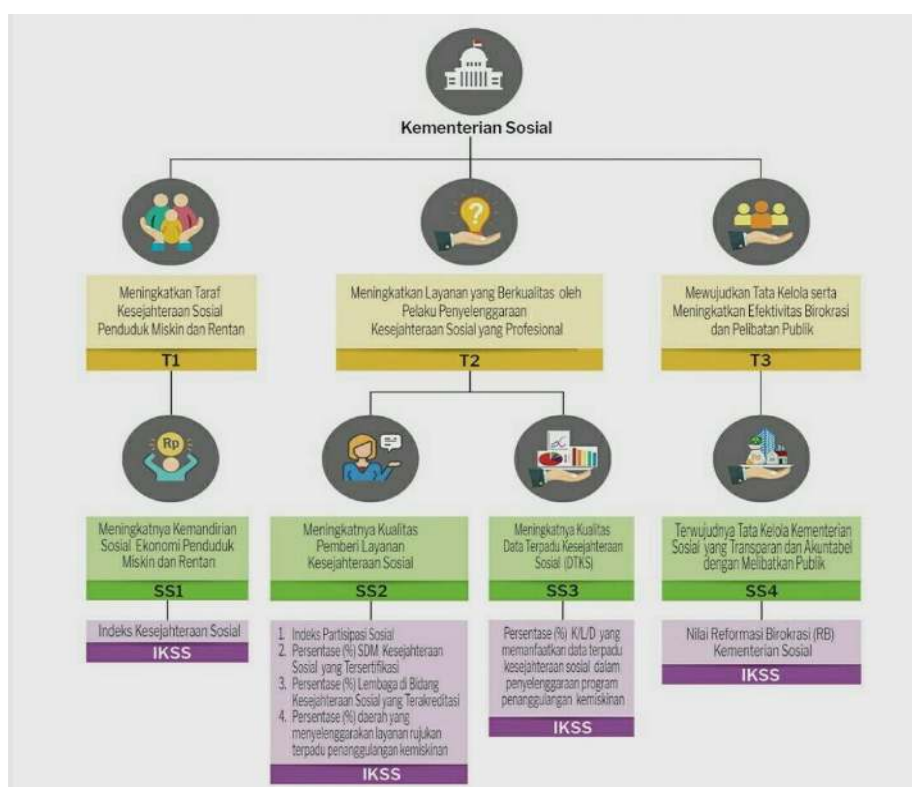 Kementerian Sosial
Meningkatkan Taraf
Kesejahteraan Sosial
Penduduk Miskin dan Rentan
T1
Meningkatkan Layanan yang Berkualitas oleh
Pelaku Penyelenggaraan
Kesejahteraan Sosial yang Profesional
T2
Mewujudkan Tata Kelola serta
Meningkatkan Efektivitas Birokrasi
dan Pelibatan Publik
T3
Rp
Meningkatnya Kemandirian
Sosial Ekonomi Penduduk
Miskin dan Rentan
SS1
Meningkatnya Kualitas
Pemberi Layanan
Kesejahteraan Sosial
SS2
Meningkatnya Kualitas
Data Terpadu Kesejahteraan
Sosial (DTKS)
SS3
Terwujudnya Tata Kelola Kementerian
Sosial yang Transparan dan Akuntabel
dengan Melibatkan Publik
SS4
Indeks Kesejahteraan Sosial
IKSS
1. Indeks Partisipasi Sosial
2. Persentase (%) SDM Kesejahteraan
Sosial yang Tersertifikasi
3. Persentase (%) Lembaga di Bidang
Kesejahteraan Sosial yang Terakreditasi
4. Persentase (%) daerah yang
menyelenggarakan layanan rujukan
terpadu penanggulangan kemiskinan
IKSS
Persentase (%) K/L/D yang
memanfaatkan data terpadu
kesejahteraan sosial dalam
penyelenggaraan program
penanggulangan kemiskinan
IKSS
Nilai Reformasi Birokrasi (RB)
Kementerian Sosial
IKSS